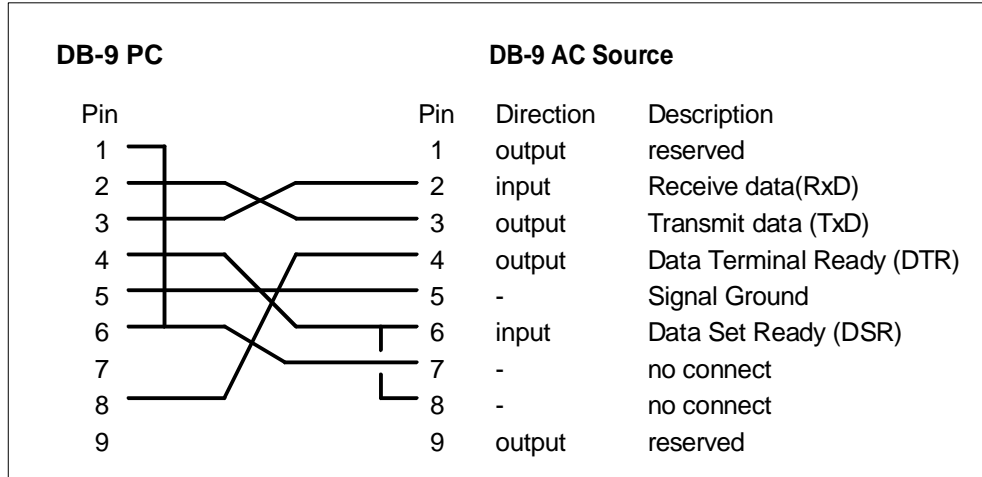 DB-9 PC DB-9 AC Source
Pin Pin Direction Description
1 1 output reserved
2 2 input Receive data(RxD)
3 3 output Transmit data (TxD)
4 4 output Data Terminal Ready (DTR)
5 5 - Signal Ground
6 6 input Data Set Ready (DSR)
7 7 - no connect
8 8 - no connect
9 9 output reserved